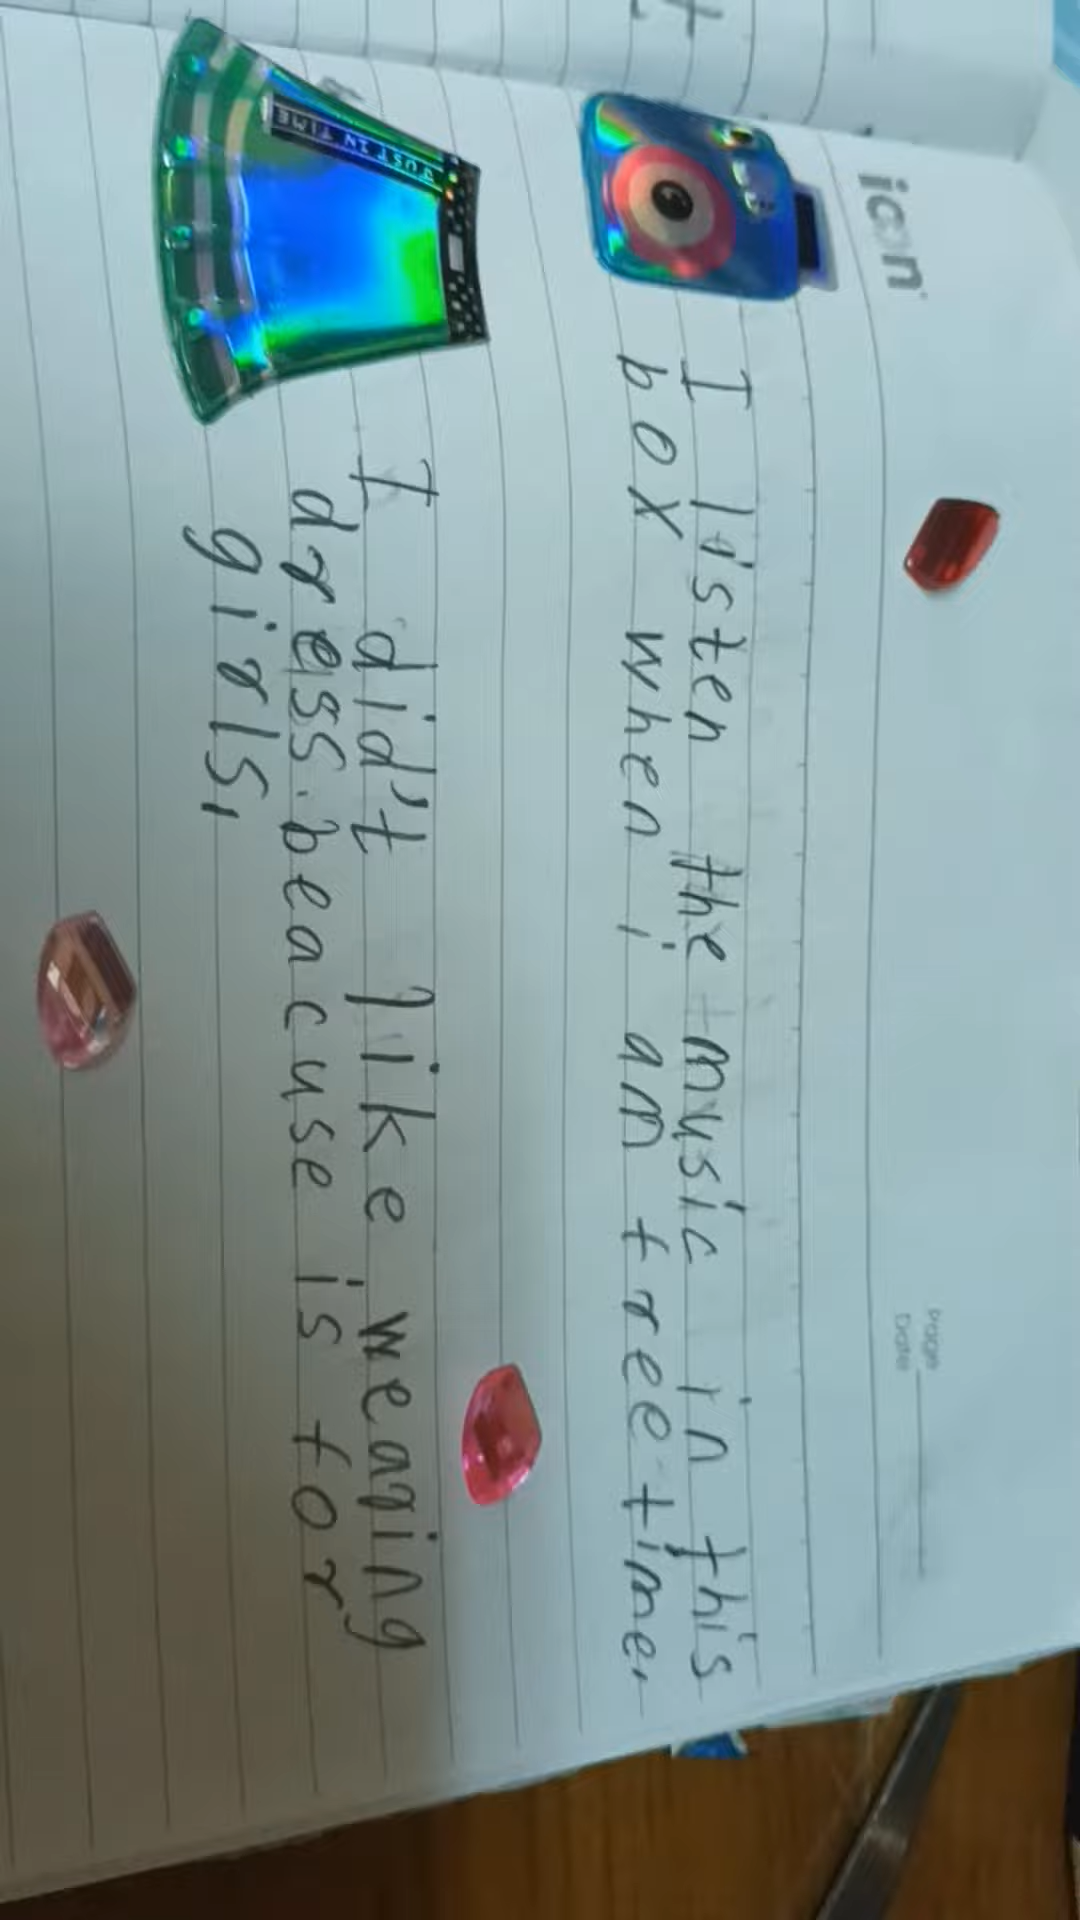 ican
Page
Date
I listen the music in this
box when i am free time.
JUST IN TIME
I did't like wearing
dress. beacuse is for
girls,